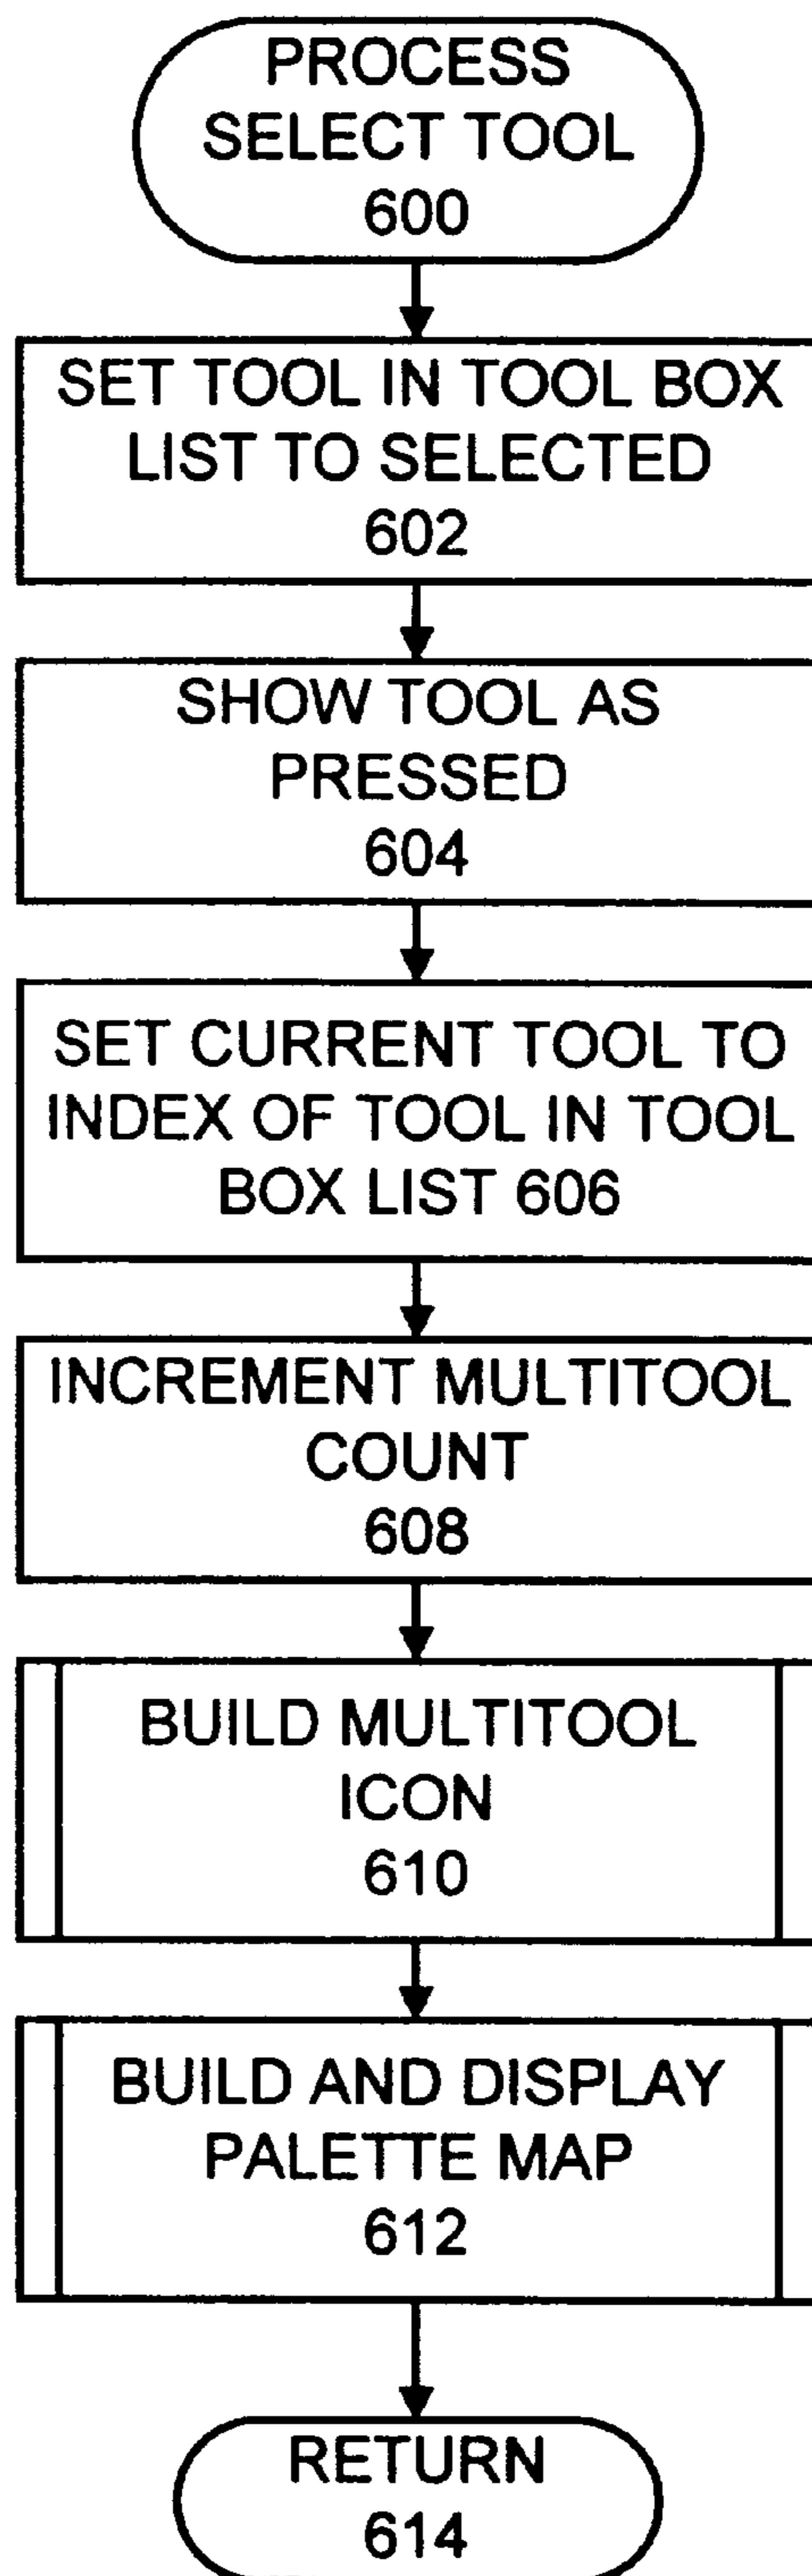 PROCESS
SELECT TOOL
600
SET TOOL IN TOOL BOX
LIST TO SELECTED
602
SHOW TOOL AS
PRESSED
604
SET CURRENT TOOL TO
INDEX OF TOOL IN TOOL
BOX LIST 606
INCREMENT MULTITOOL
COUNT
608
BUILD MULTITOOL
ICON
610
BUILD AND DISPLAY
PALETTE MAP
612
RETURN
614